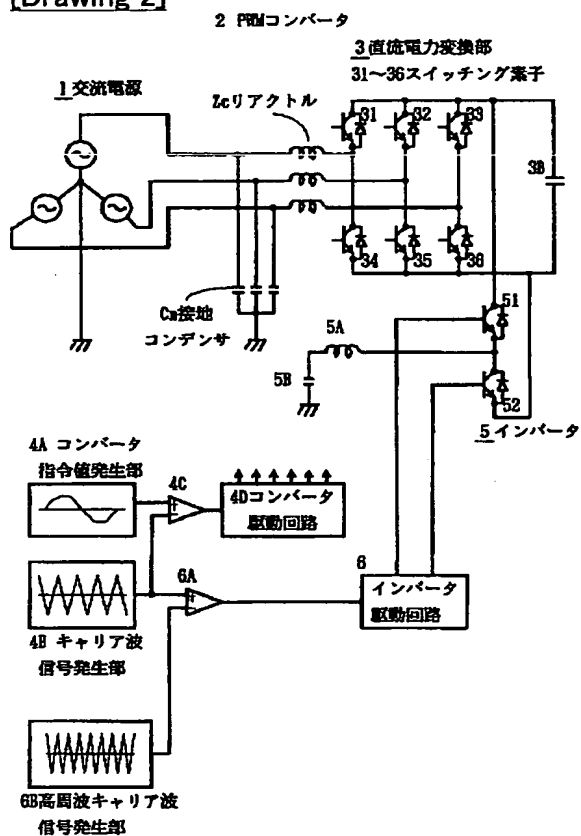 [Drawing 2]
2 PWMコンバータ
3直流電力変換部
31～36スイッチング素子
1交流電源
Zcリアクトル
31
32
33
3B
34
35
36
Cm接地
コンデンサ
51
5A
5B
52
5インバータ
4A コンバータ
指令値発生部
4C
4Dコンバータ
駆動回路
6
6A
インバータ
駆動回路
4B キャリア波
信号発生部
6B高周波キャリア波
信号発生部